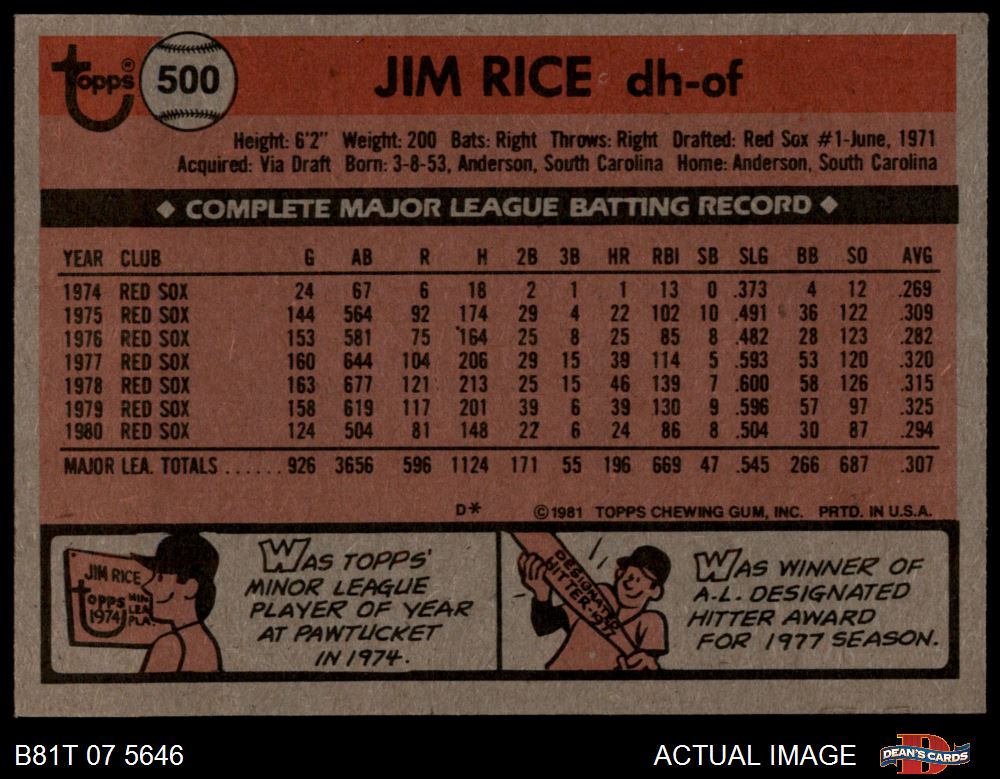 topps® 500 JIM RICE dh-of
Height: 6'2" Weight: 200 Bats: Right Throws: Right Drafted: Red Sox #1-June, 1971
Acquired: Via Draft Born: 3-8-53, Anderson, South Carolina Home: Anderson, South Carolina
◆ COMPLETE MAJOR LEAGUE BATTING RECORD ◆
YEAR CLUB G AB R H 2B 3B HR RBI SB SLG BB SO AVG
1974 RED SOX 24 67 6 18 2 1 1 13 0 .373 4 12 .269
1975 RED SOX 144 564 92 174 29 4 22 102 10 .491 36 122 .309
1976 RED SOX 153 581 75 164 25 8 25 85 8 .482 28 123 .282
1977 RED SOX 160 644 104 206 29 15 39 114 5 .593 53 120 .320
1978 RED SOX 163 677 121 213 25 15 46 139 7 .600 58 126 .315
1979 RED SOX 158 619 117 201 39 6 39 130 9 .596 57 97 .325
1980 RED SOX 124 504 81 148 22 6 24 86 8 .504 30 87 .294
MAJOR LEA. TOTALS ...... 926 3656 596 1124 171 55 196 669 47 .545 266 687 .307
D* ©1981 TOPPS CHEWING GUM, INC. PRTD. IN U.S.A.
JIM RICE
topps MIN.
1974 LEA.
PLA.
WAS TOPPS'
MINOR LEAGUE
PLAYER OF YEAR
AT PAWTUCKET
IN 1974.
DESIGNATED
HITTER-'77
WAS WINNER OF
A.L. DESIGNATED
HITTER AWARD
FOR 1977 SEASON.
B81T 07 5646 ACTUAL IMAGE DEAN'S CARDS